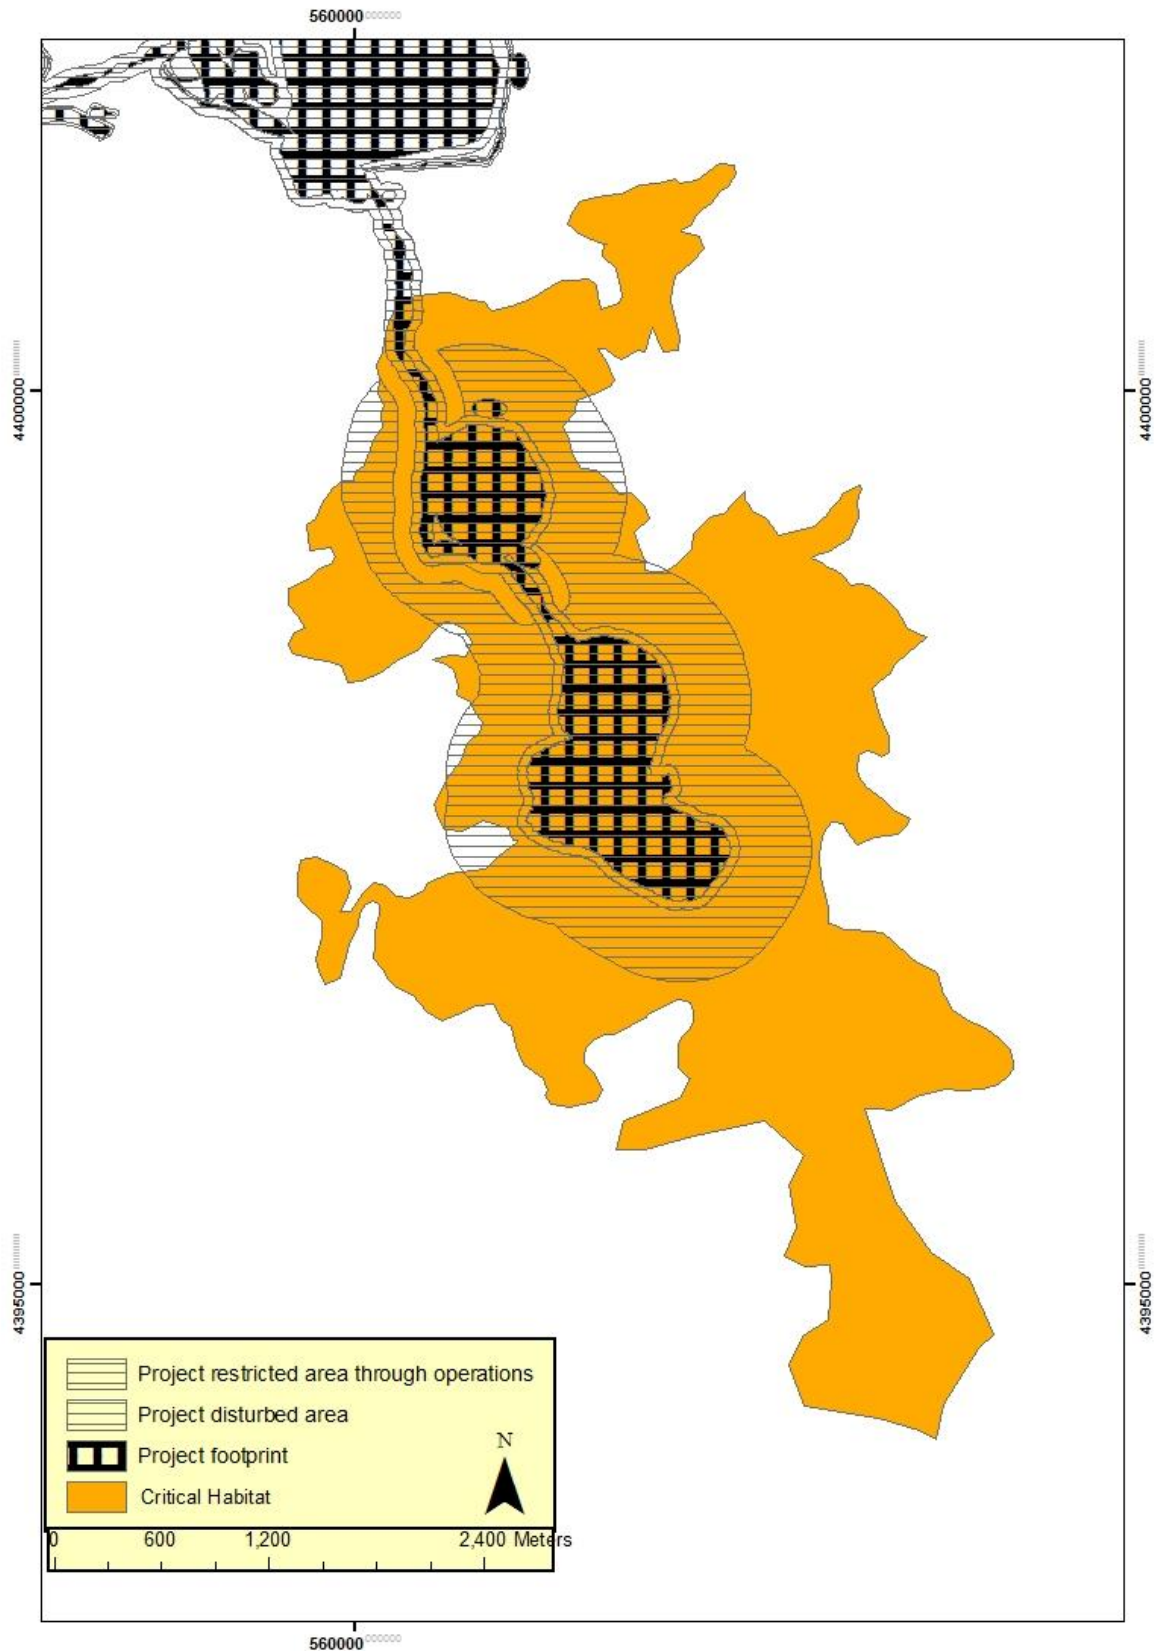 560000
4400000
4400000
4395000
4395000
Project restricted area through operations
Project disturbed area
Project footprint
Critical Habitat
N
0 600 1,200 2,400 Meters
560000